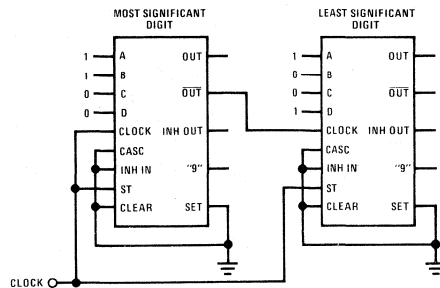 MOST SIGNIFICANT
DIGIT
1 A OUT
1 B
0 C OUT
0 D
CLOCK INH OUT
CASC
INH IN "9"
ST
CLEAR SET
LEAST SIGNIFICANT
DIGIT
1 A OUT
0 B
0 C OUT
1 D
CLOCK INH OUT
CASC
INH IN "9"
ST
CLEAR SET
CLOCK